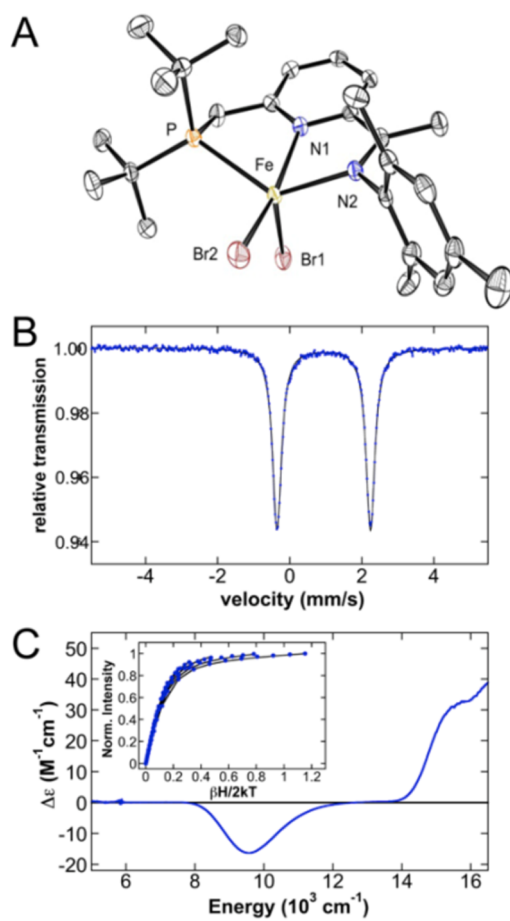 A
P
Fe
N1
N2
Br2
Br1
B
relative transmission
1.00
0.98
0.96
0.94
-4 -2 0 2 4
velocity (mm/s)
C
Δε (M⁻¹cm⁻¹)
50
40
30
20
10
0
-10
-20
Norm. Intensity
1
0.8
0.6
0.4
0.2
0
0 0.2 0.4 0.6 0.8 1.0 1.2
βH/2kT
6 8 10 12 14 16
Energy (10³ cm⁻¹)